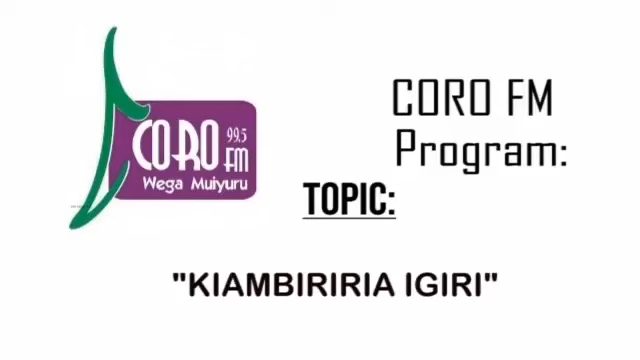 CORO 99.5 FM
Wega Muiyuru
CORO FM
Program:
TOPIC:
"KIAMBIRIRIA IGIRI"